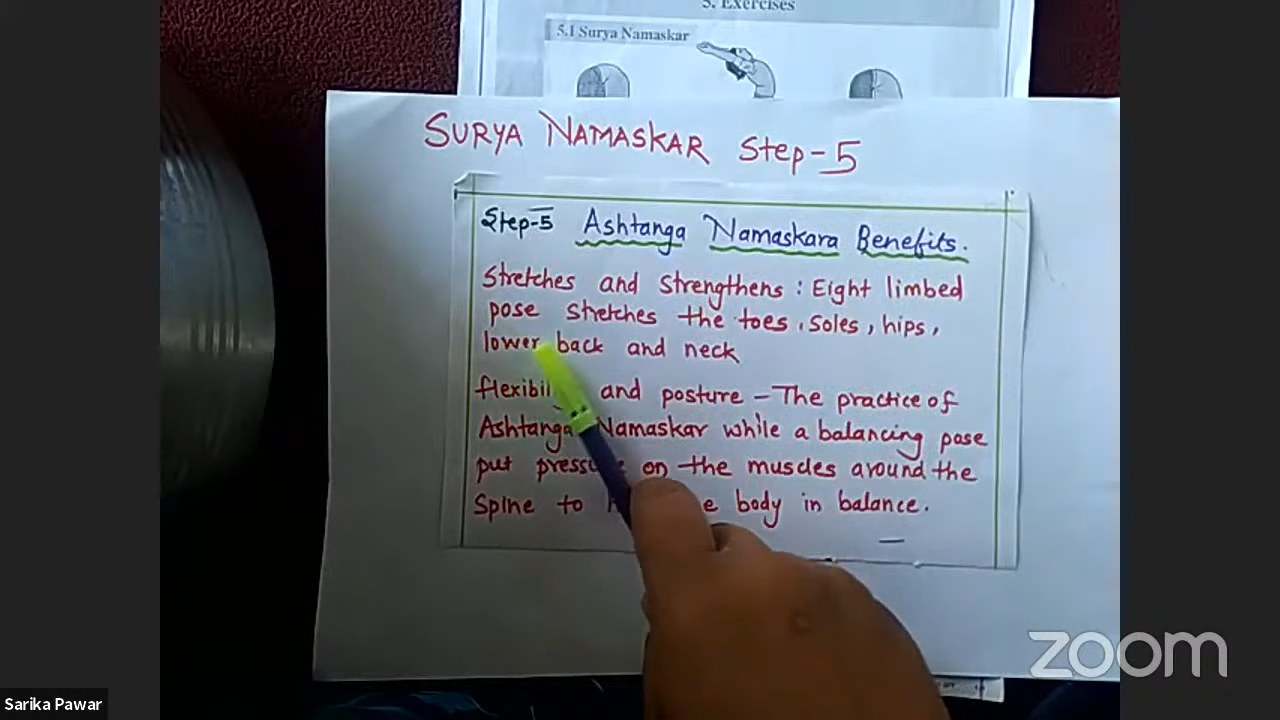 5. Exercises
5.1 Surya Namaskar
SURYA NAMASKAR Step-5
Step-5 Ashtanga Namaskara Benefits.
Stretches and Strengthens : Eight limbed
pose stretches the toes, soles, hips,
lower back and neck
and posture - The practice of
Ashtanga Namaskar while a balancing pose
put on the muscles around the
Spine to body in balance.
zoom
Sarika Pawar